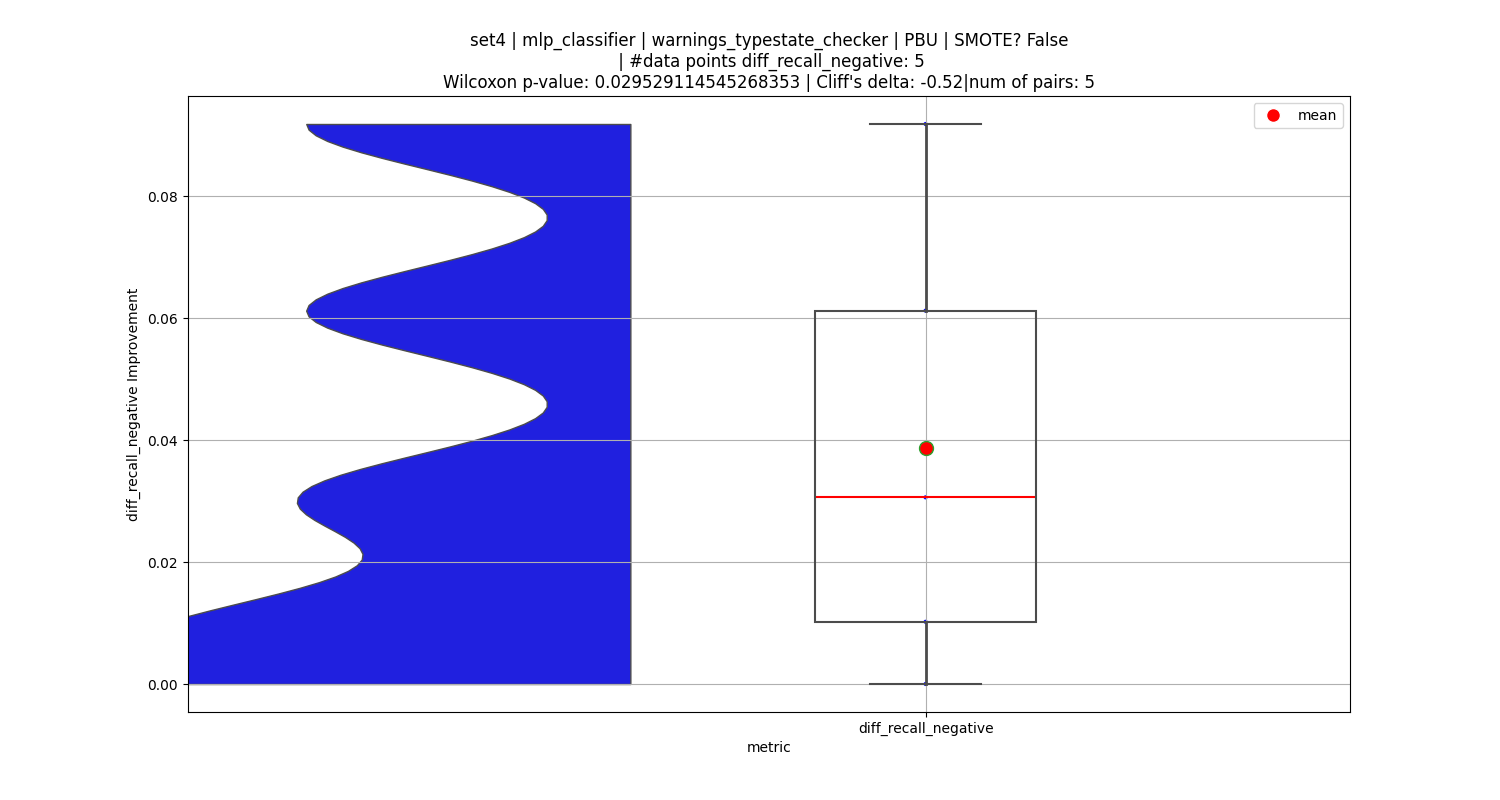 set4 | mlp_classifier | warnings_typestate_checker | PBU | SMOTE? False
| #data points diff_recall_negative: 5
Wilcoxon p-value: 0.029529114545268353 | Cliff's delta: -0.52|num of pairs: 5
mean
0.08
0.06
0.04
0.02
0.00
diff_recall_negative Improvement
diff_recall_negative
metric